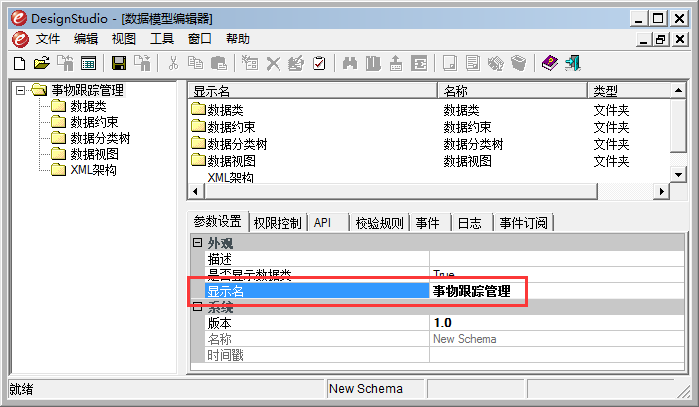 DesignStudio - [数据模型编辑器]
文件 编辑 视图 工具 窗口 帮助
事物跟踪管理
数据类
数据约束
数据分类树
数据视图
XML架构
显示名 名称 类型
数据类 数据类 文件夹
数据约束 数据约束 文件夹
数据分类树 数据分类树 文件夹
数据视图 数据视图 文件夹
XML架构
参数设置 权限控制 API 校验规则 事件 日志 事件订阅
外观
描述
是否显示数据类 True
显示名 事物跟踪管理
系统
版本 1.0
名称 New Schema
时间戳
就绪 New Schema